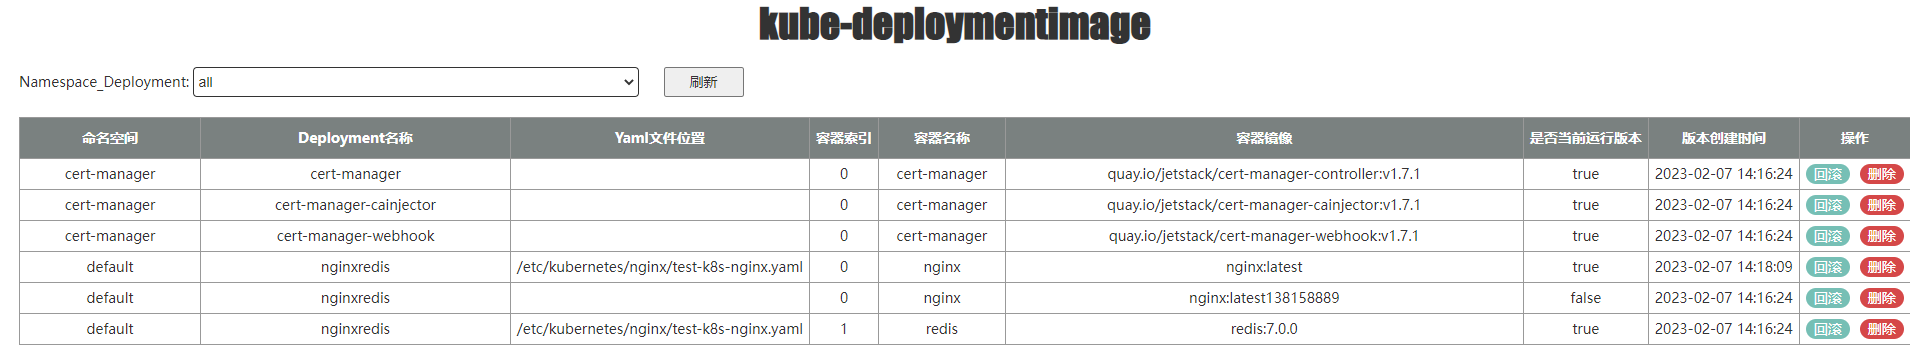 kube-deploymentimage
Namespace_Deployment: all 刷新
命名空间 Deployment名称 Yaml文件位置 容器索引 容器名称 容器镜像 是否当前运行版本 版本创建时间 操作
cert-manager cert-manager 0 cert-manager quay.io/jetstack/cert-manager-controller:v1.7.1 true 2023-02-07 14:16:24 回滚 删除
cert-manager cert-manager-cainjector 0 cert-manager quay.io/jetstack/cert-manager-cainjector:v1.7.1 true 2023-02-07 14:16:24 回滚 删除
cert-manager cert-manager-webhook 0 cert-manager quay.io/jetstack/cert-manager-webhook:v1.7.1 true 2023-02-07 14:16:24 回滚 删除
default nginxredis /etc/kubernetes/nginx/test-k8s-nginx.yaml 0 nginx nginx:latest true 2023-02-07 14:18:09 回滚 删除
default nginxredis 0 nginx nginx:latest138158889 false 2023-02-07 14:16:24 回滚 删除
default nginxredis /etc/kubernetes/nginx/test-k8s-nginx.yaml 1 redis redis:7.0.0 true 2023-02-07 14:16:24 回滚 删除